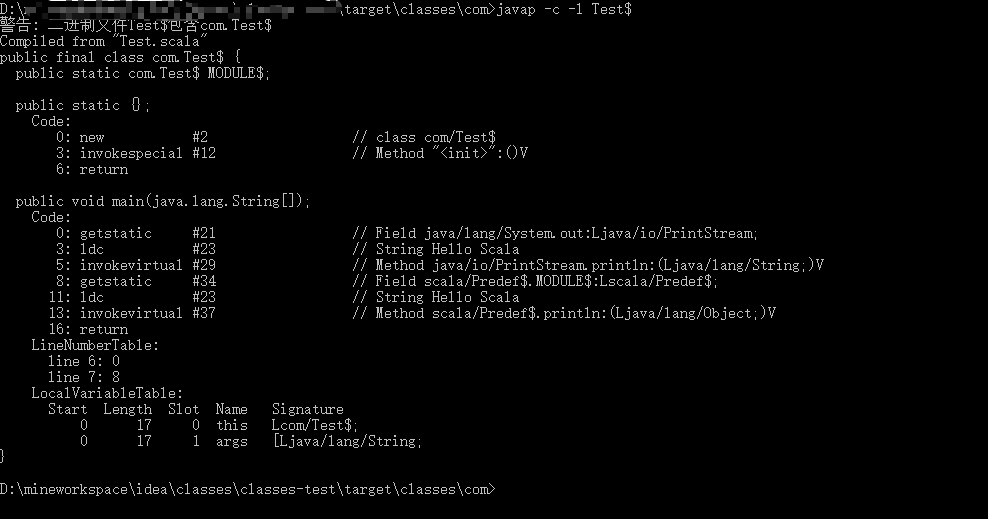 D:\target\classes\com>javap -c -l Test$
警告: 二进制文件Test$包含com.Test$
Compiled from "Test.scala"
public final class com.Test$ {
  public static com.Test$ MODULE$;

  public static {};
    Code:
       0: new           #2                  // class com/Test$
       3: invokespecial #12                 // Method "<init>":()V
       6: return

  public void main(java.lang.String[]);
    Code:
       0: getstatic     #21                 // Field java/lang/System.out:Ljava/io/PrintStream;
       3: ldc           #23                 // String Hello Scala
       5: invokevirtual #29                 // Method java/io/PrintStream.println:(Ljava/lang/String;)V
       8: getstatic     #34                 // Field scala/Predef$.MODULE$:Lscala/Predef$;
      11: ldc           #23                 // String Hello Scala
      13: invokevirtual #37                 // Method scala/Predef$.println:(Ljava/lang/Object;)V
      16: return
    LineNumberTable:
      line 6: 0
      line 7: 8
    LocalVariableTable:
      Start  Length  Slot  Name   Signature
          0      17     0  this   Lcom/Test$;
          0      17     1  args   [Ljava/lang/String;
}

D:\mineworkspace\idea\classes\classes-test\target\classes\com>